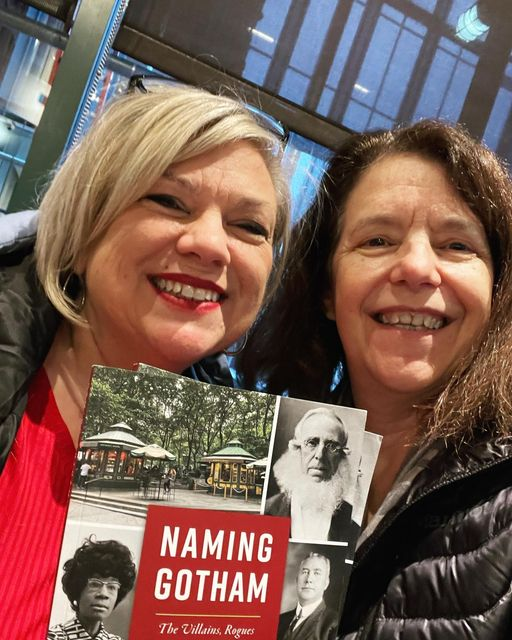 NAMING
GOTHAM
The Villains, Rogues